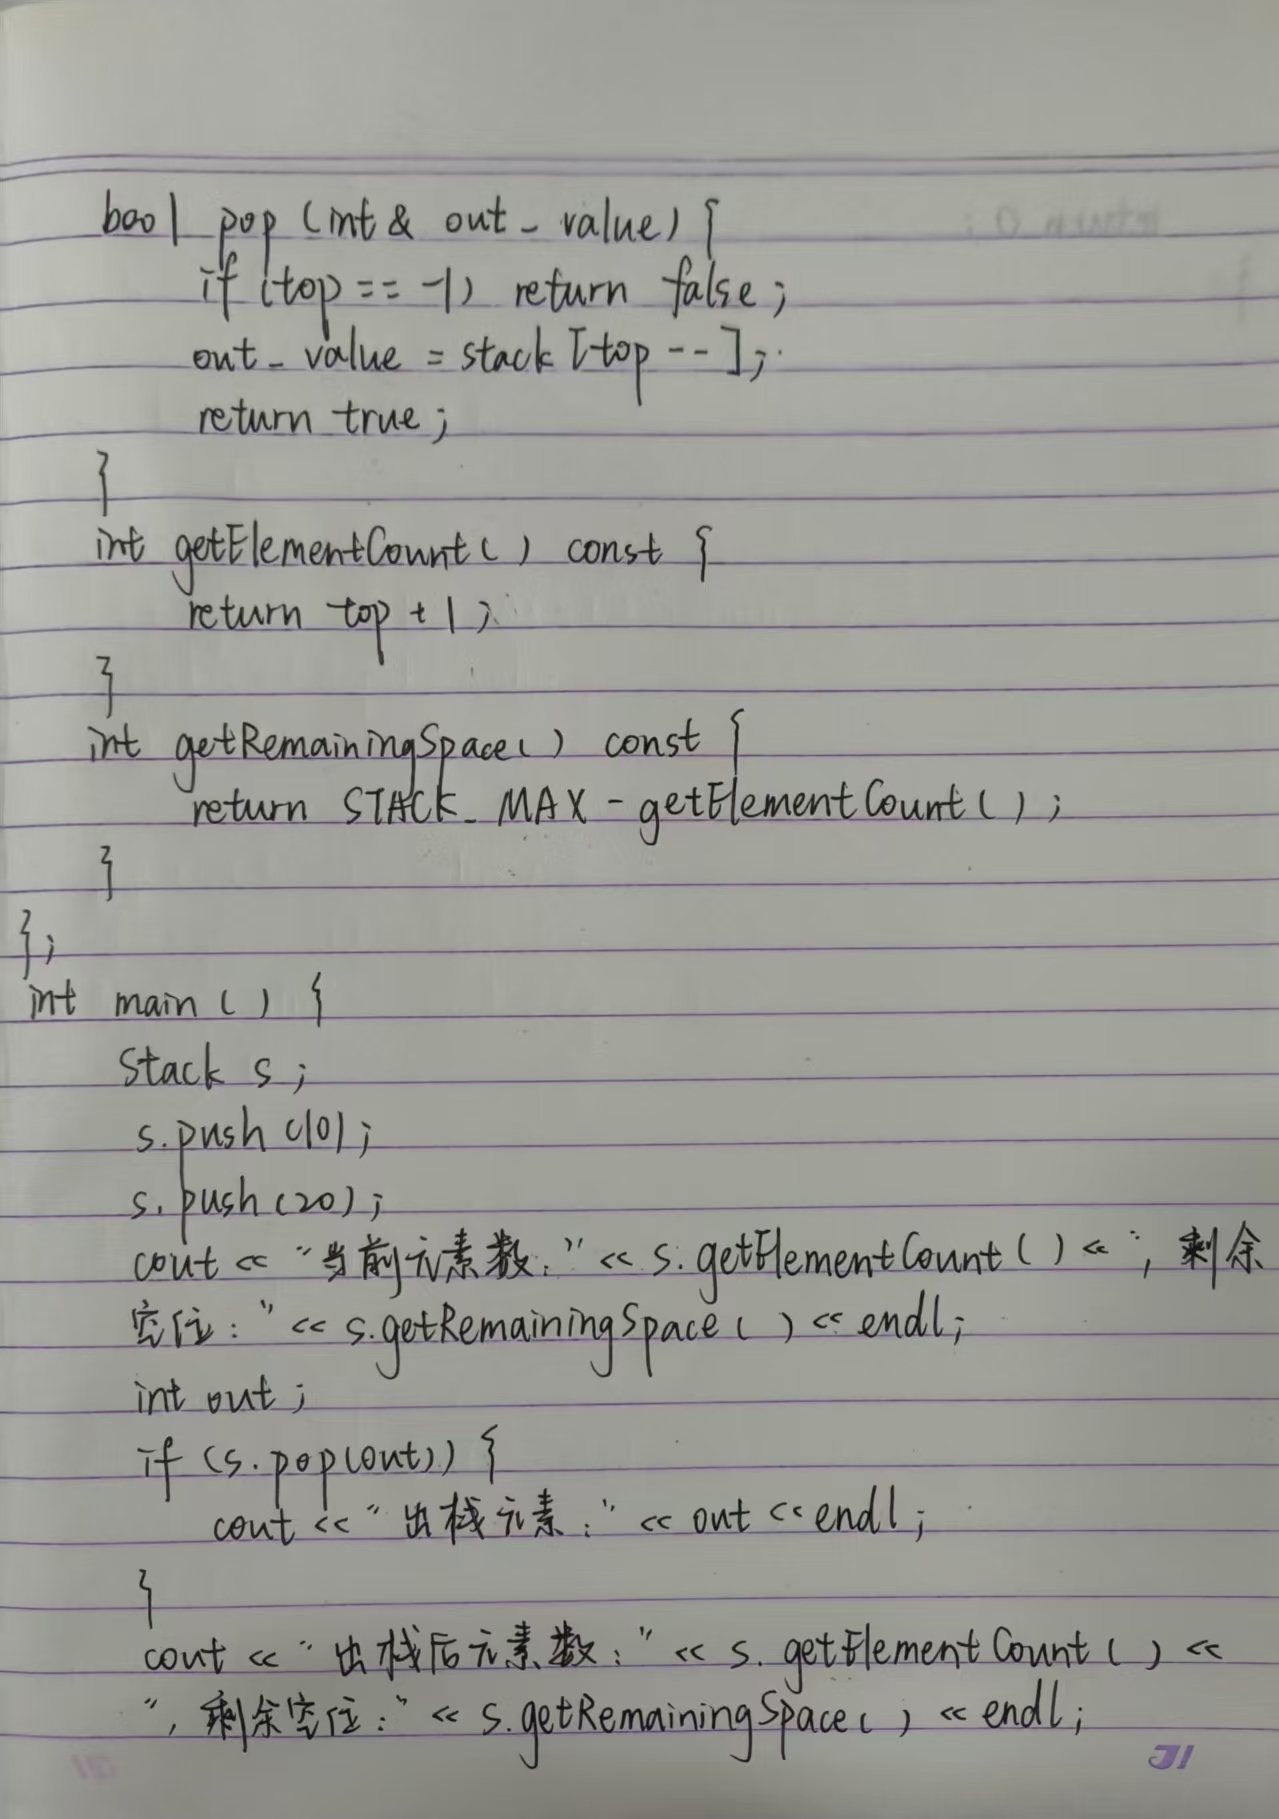 bool pop (int & out_value) {
if (top == -1) return false;
out_value = stack [top --];
return true;
}
int getElementCount() const {
return top + 1;
}
int getRemainingSpace() const {
return STACK_MAX - getElementCount();
}
};
int main () {
Stack s;
s.push (10);
s.push (20);
cout << "当前元素数:" << s.getElementCount() << ", 剩余
空位:" << s.getRemainingSpace() << endl;
int out;
if (s.pop(out)) {
cout << "出栈元素:" << out << endl;
}
cout << "出栈后元素数:" << s.getElementCount() <<
", 剩余空位:" << s.getRemainingSpace() << endl;